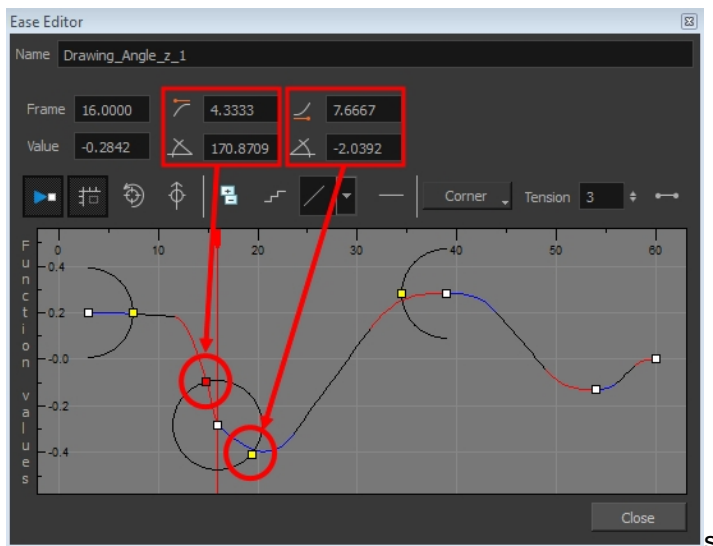 Ease Editor
Name Drawing_Angle_z_1
Frame 16.0000 4.3333 7.6667
Value -0.2842 170.8709 -2.0392
Corner Tension 3
0 10 20 30 40 50 60
Function values
-0.4
-0.2
-0.0
-0.2
-0.4
Close
s